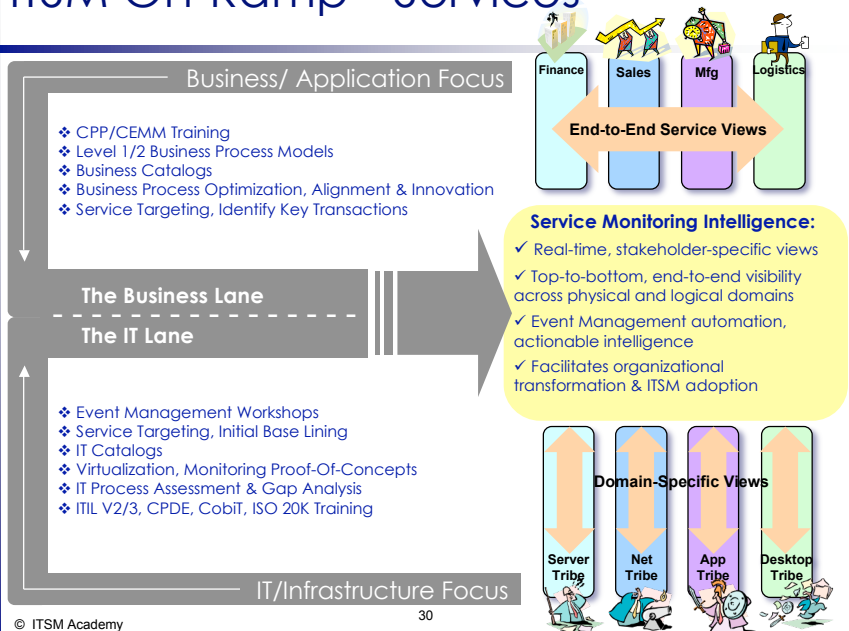 ITSM On-Ramp - Services
Business/ Application Focus
❖ CPP/CEMM Training
❖ Level 1/2 Business Process Models
❖ Business Catalogs
❖ Business Process Optimization, Alignment & Innovation
❖ Service Targeting, Identify Key Transactions
The Business Lane
The IT Lane
❖ Event Management Workshops
❖ Service Targeting, Initial Base Lining
❖ IT Catalogs
❖ Virtualization, Monitoring Proof-Of-Concepts
❖ IT Process Assessment & Gap Analysis
❖ ITIL V2/3, CPDE, CobiT, ISO 20K Training
IT/Infrastructure Focus
Finance
Sales
Mfg
Logistics
End-to-End Service Views
Service Monitoring Intelligence:
✓ Real-time, stakeholder-specific views
✓ Top-to-bottom, end-to-end visibility
across physical and logical domains
✓ Event Management automation,
actionable intelligence
✓ Facilitates organizational
transformation & ITSM adoption
Domain-Specific Views
Server
Tribe
Net
Tribe
App
Tribe
Desktop
Tribe
© ITSM Academy
30